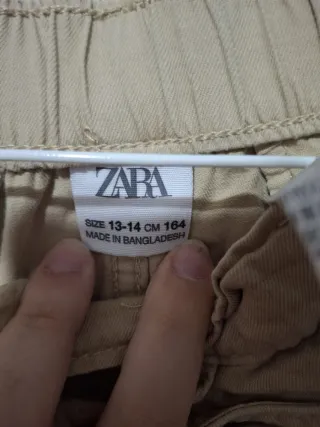 ZARA
SIZE 13-14 CM 164
MADE IN BANGLADESH